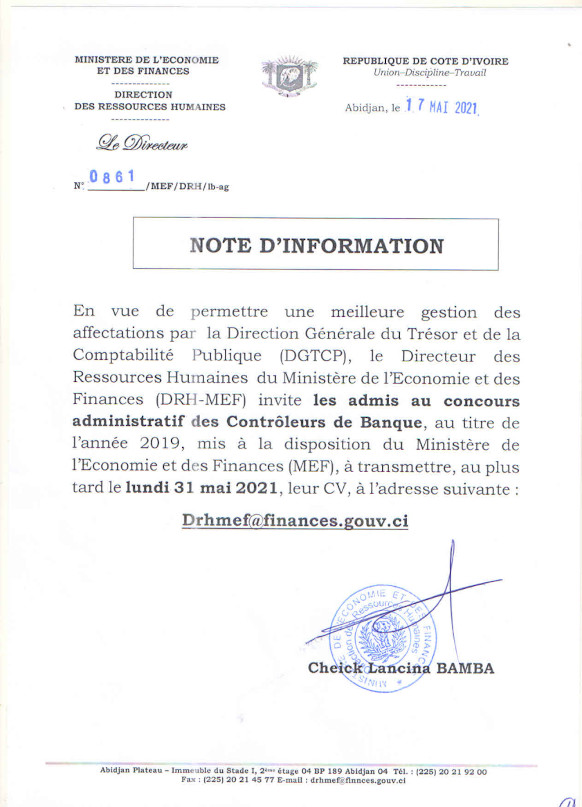 MINISTERE DE L'ECONOMIE
ET DES FINANCES
--------------
DIRECTION
DES RESSOURCES HUMAINES
--------------
Le Directeur
N° 0861 /MEF/DRH/lb-ag
REPUBLIQUE DE COTE D'IVOIRE
Union–Discipline–Travail
------------
Abidjan, le 17 MAI 2021
NOTE D'INFORMATION
En vue de permettre une meilleure gestion des
affectations par la Direction Générale du Trésor et de la
Comptabilité Publique (DGTCP), le Directeur des
Ressources Humaines du Ministère de l'Economie et des
Finances (DRH-MEF) invite les admis au concours
administratif des Contrôleurs de Banque, au titre de
l'année 2019, mis à la disposition du Ministère de
l'Economie et des Finances (MEF), à transmettre, au plus
tard le lundi 31 mai 2021, leur CV, à l'adresse suivante :
Drhmef@finances.gouv.ci
Cheick Lancina BAMBA
Abidjan Plateau – Immeuble du Stade I, 2ème étage 04 BP 189 Abidjan 04 Tél. : (225) 20 21 92 00
Fax : (225) 20 21 45 77 E-mail : drhmef@finances.gouv.ci